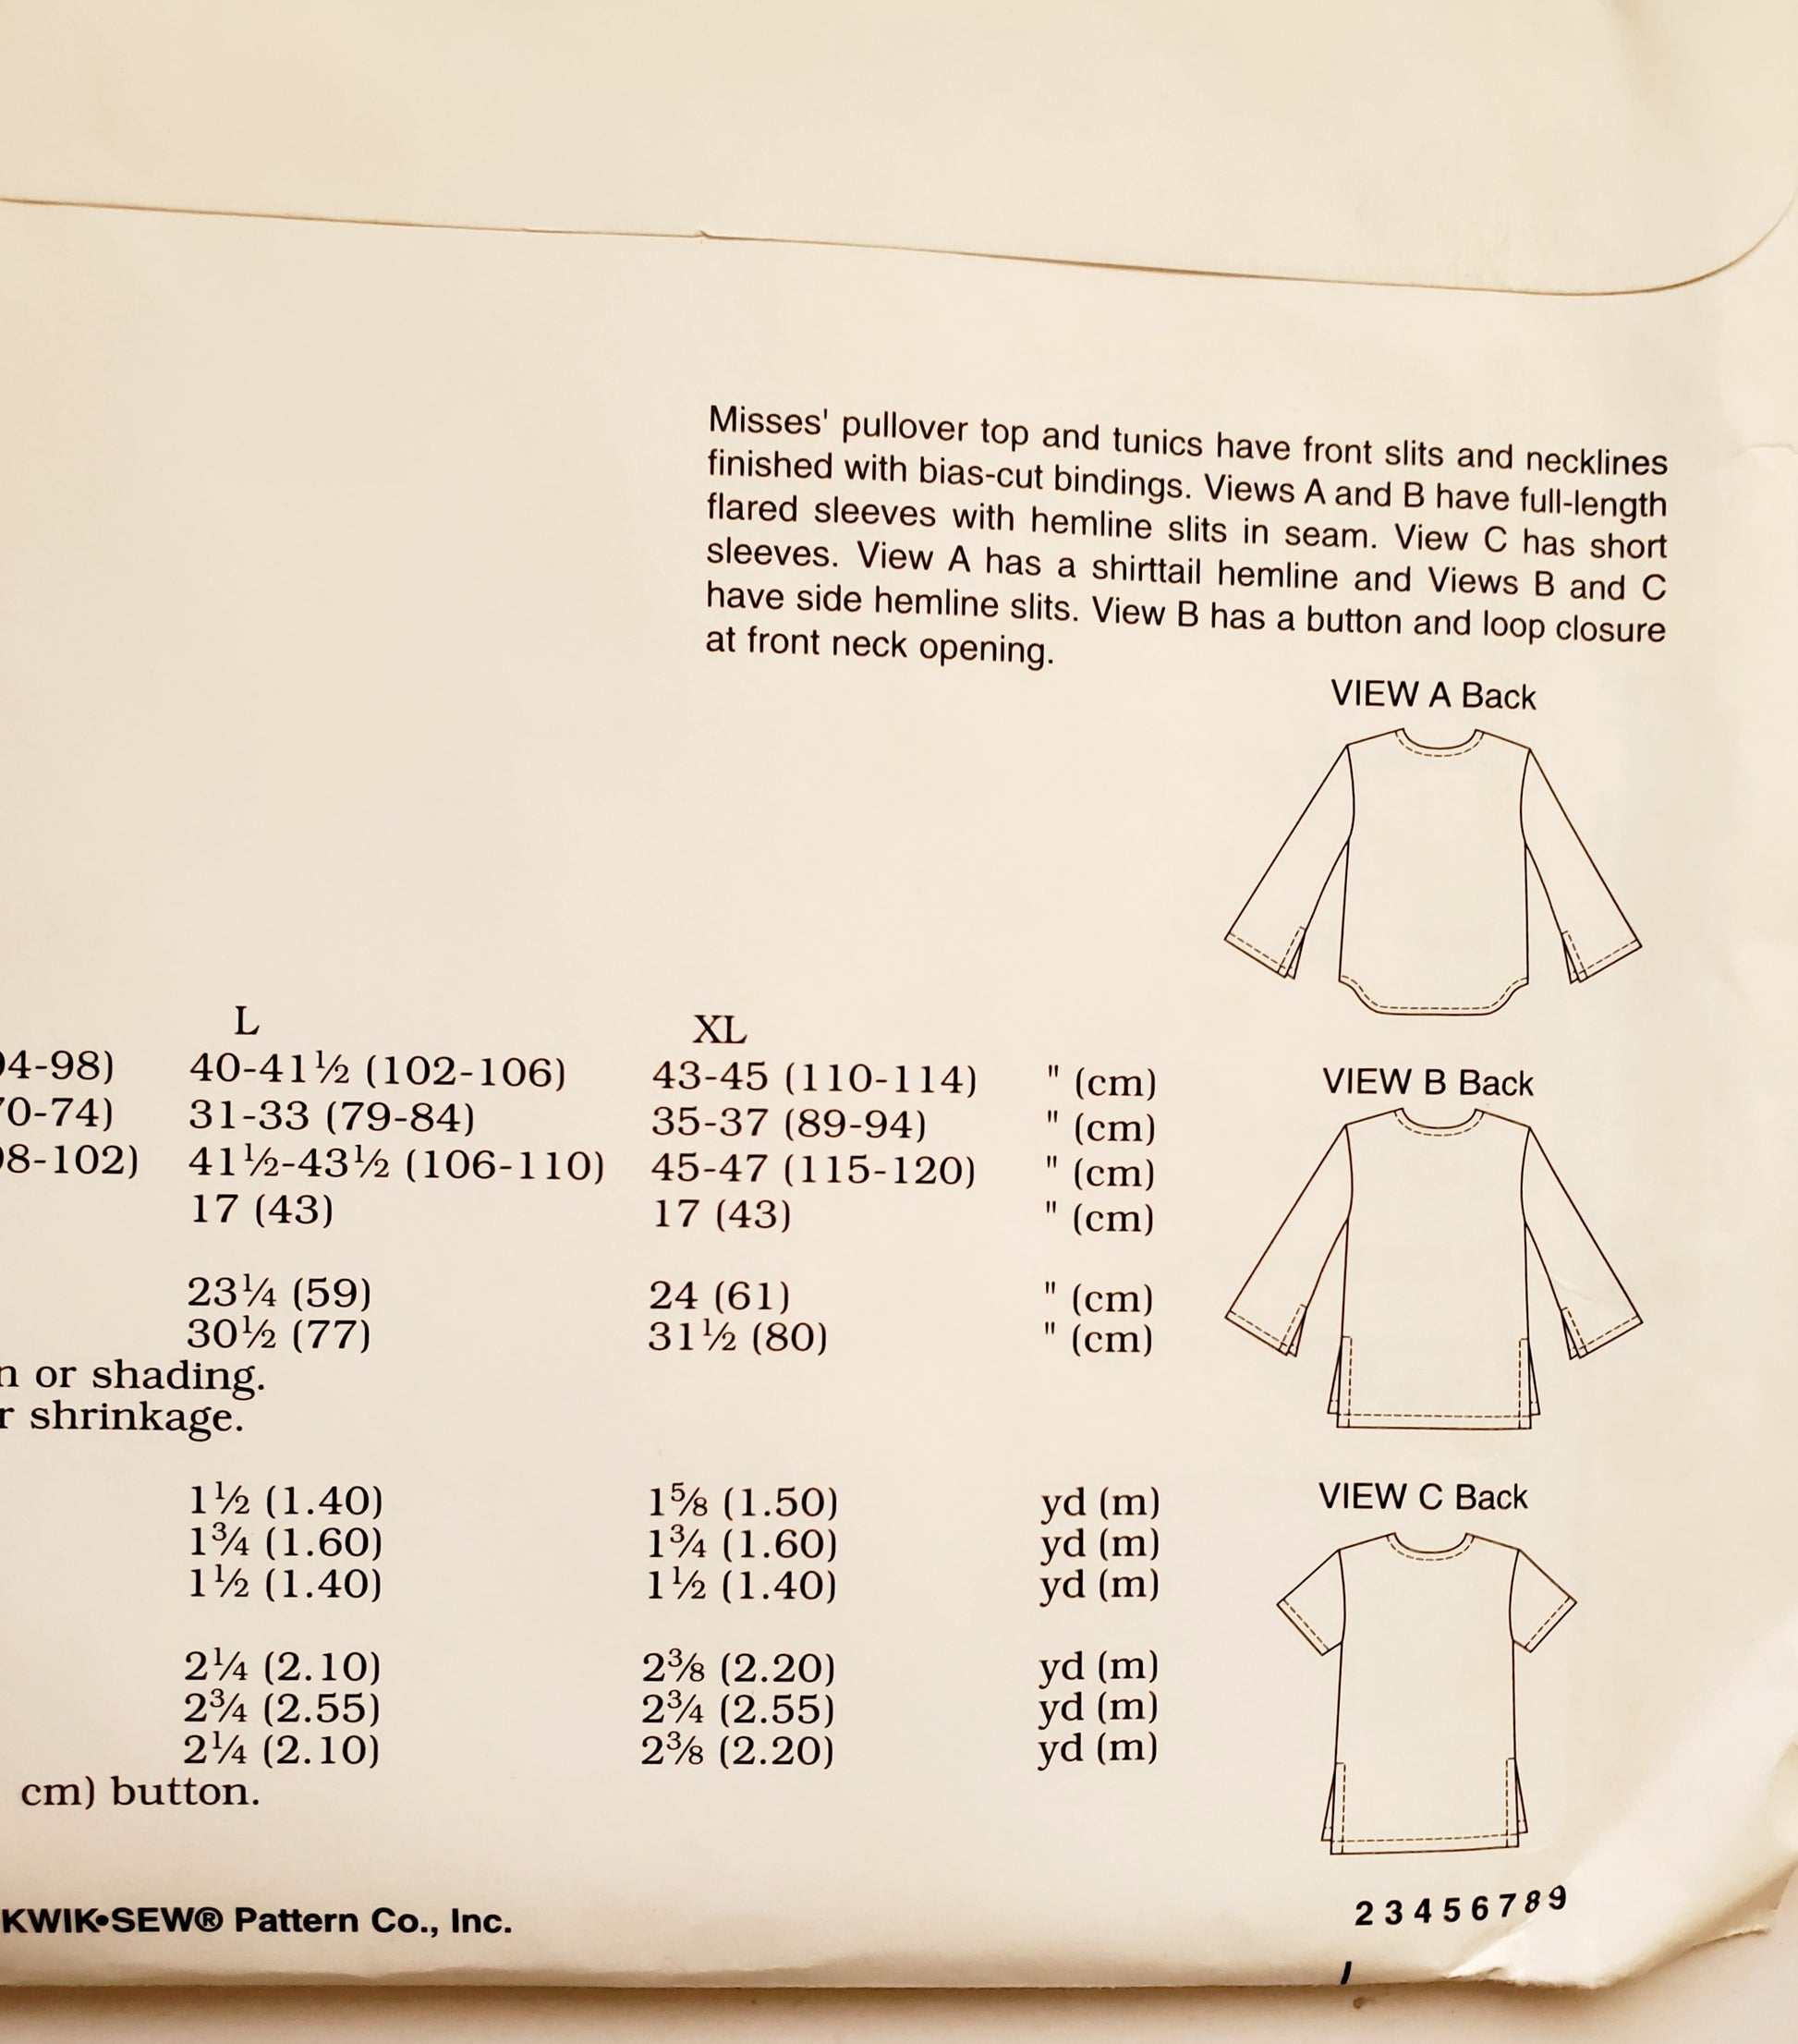 Misses' pullover top and tunics have front slits and necklines
finished with bias-cut bindings. Views A and B have full-length
flared sleeves with hemline slits in seam. View C has short
sleeves. View A has a shirttail hemline and Views B and C
have side hemline slits. View B has a button and loop closure
at front neck opening.
VIEW A Back
L XL
4-98) 40-41½ (102-106) 43-45 (110-114) " (cm)
0-74) 31-33 (79-84) 35-37 (89-94) " (cm)
8-102) 41½-43½ (106-110) 45-47 (115-120) " (cm)
17 (43) 17 (43) " (cm)
23¼ (59) 24 (61) " (cm)
30½ (77) 31½ (80) " (cm)
n or shading.
r shrinkage.
VIEW B Back
1½ (1.40) 1⅝ (1.50) yd (m)
1¾ (1.60) 1¾ (1.60) yd (m)
1½ (1.40) 1½ (1.40) yd (m)
2¼ (2.10) 2⅜ (2.20) yd (m)
2¾ (2.55) 2¾ (2.55) yd (m)
2¼ (2.10) 2⅜ (2.20) yd (m)
cm) button.
VIEW C Back
KWIK•SEW® Pattern Co., Inc.
2 3 4 5 6 7 8 9